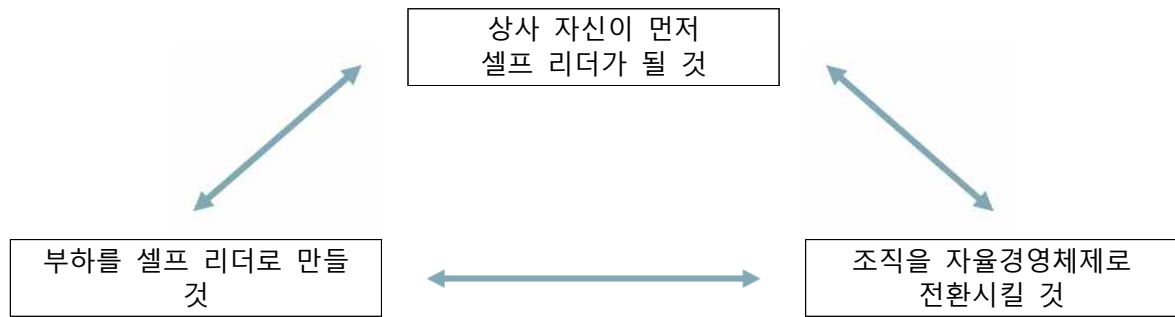 상사 자신이 먼저
셀프 리더가 될 것
부하를 셀프 리더로 만들
것
조직을 자율경영체제로
전환시킬 것